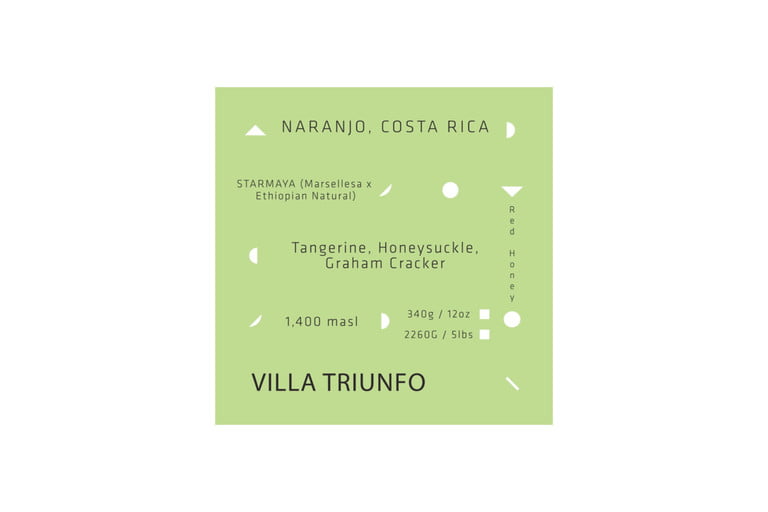 NARANJO, COSTA RICA
STARMAYA (Marsellesa x
Ethiopian Natural)
Red Honey
Tangerine, Honeysuckle,
Graham Cracker
1,400 masl
340g / 12oz
2260G / 5lbs
VILLA TRIUNFO